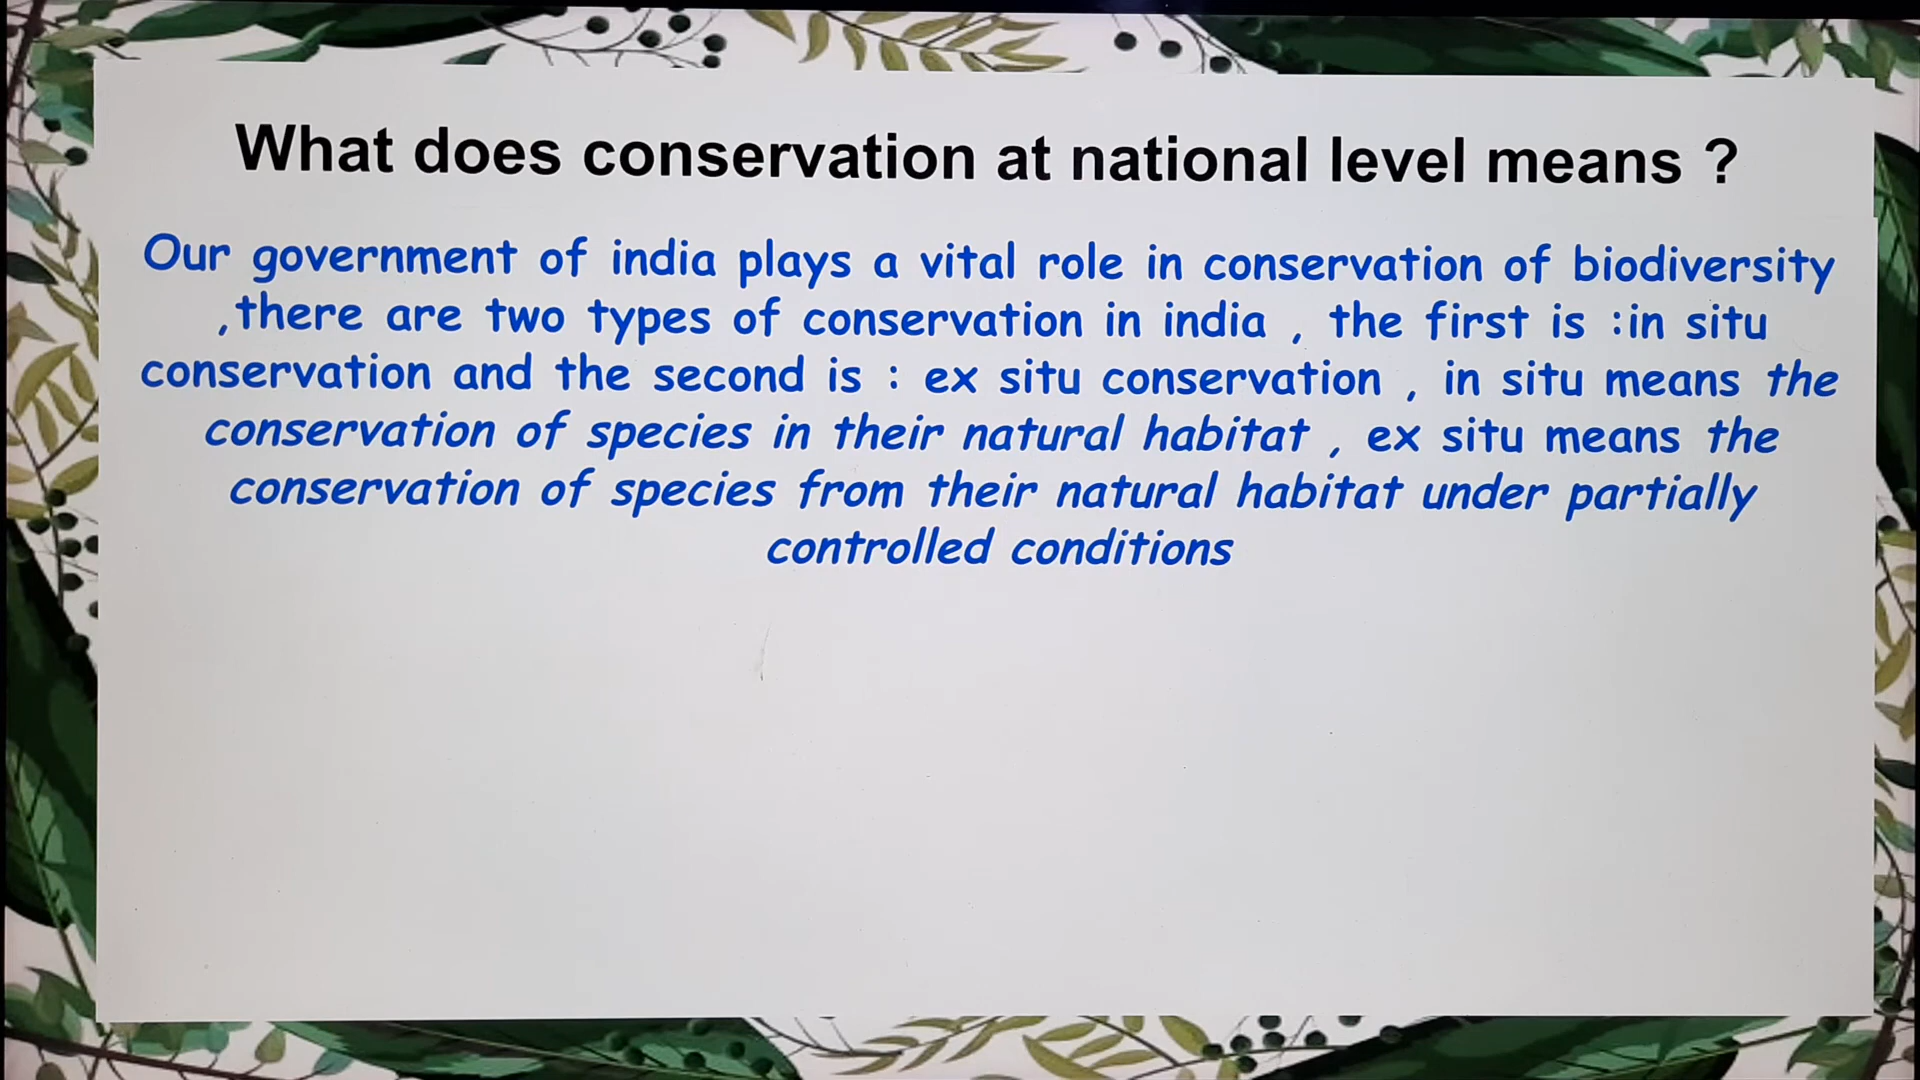 What does conservation at national level means ?
Our government of india plays a vital role in conservation of biodiversity
,there are two types of conservation in india , the first is :in situ
conservation and the second is : ex situ conservation , in situ means the
conservation of species in their natural habitat , ex situ means the
conservation of species from their natural habitat under partially
controlled conditions